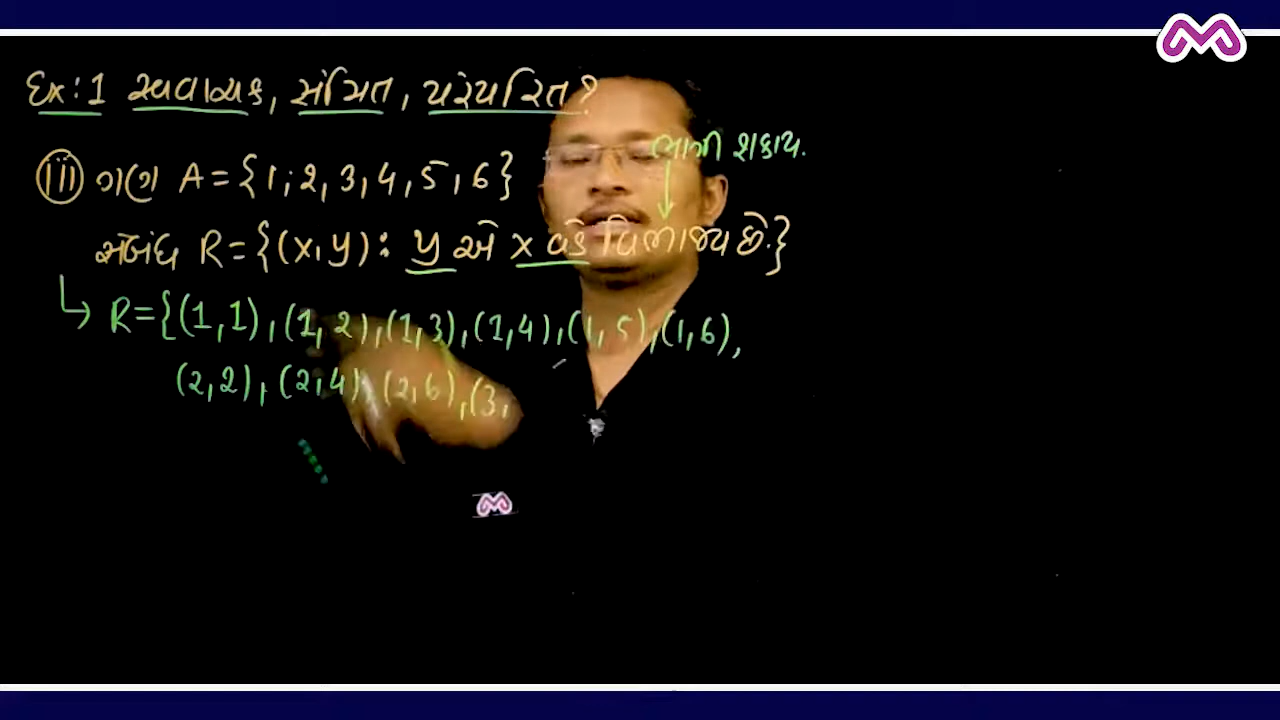 Ex:1 સ્વવાચક, સંમિત, પરંપરિત?
ભાગી શકાય.
(iii) ગણ A = {1, 2, 3, 4, 5, 6}
સંબંધ R = {(x, y) : y એ x વડે વિભાજ્ય છે.}
↳ R = {(1,1), (1,2), (1,3), (1,4), (1,5), (1,6),
(2,2), (2,4), (2,6), (3,